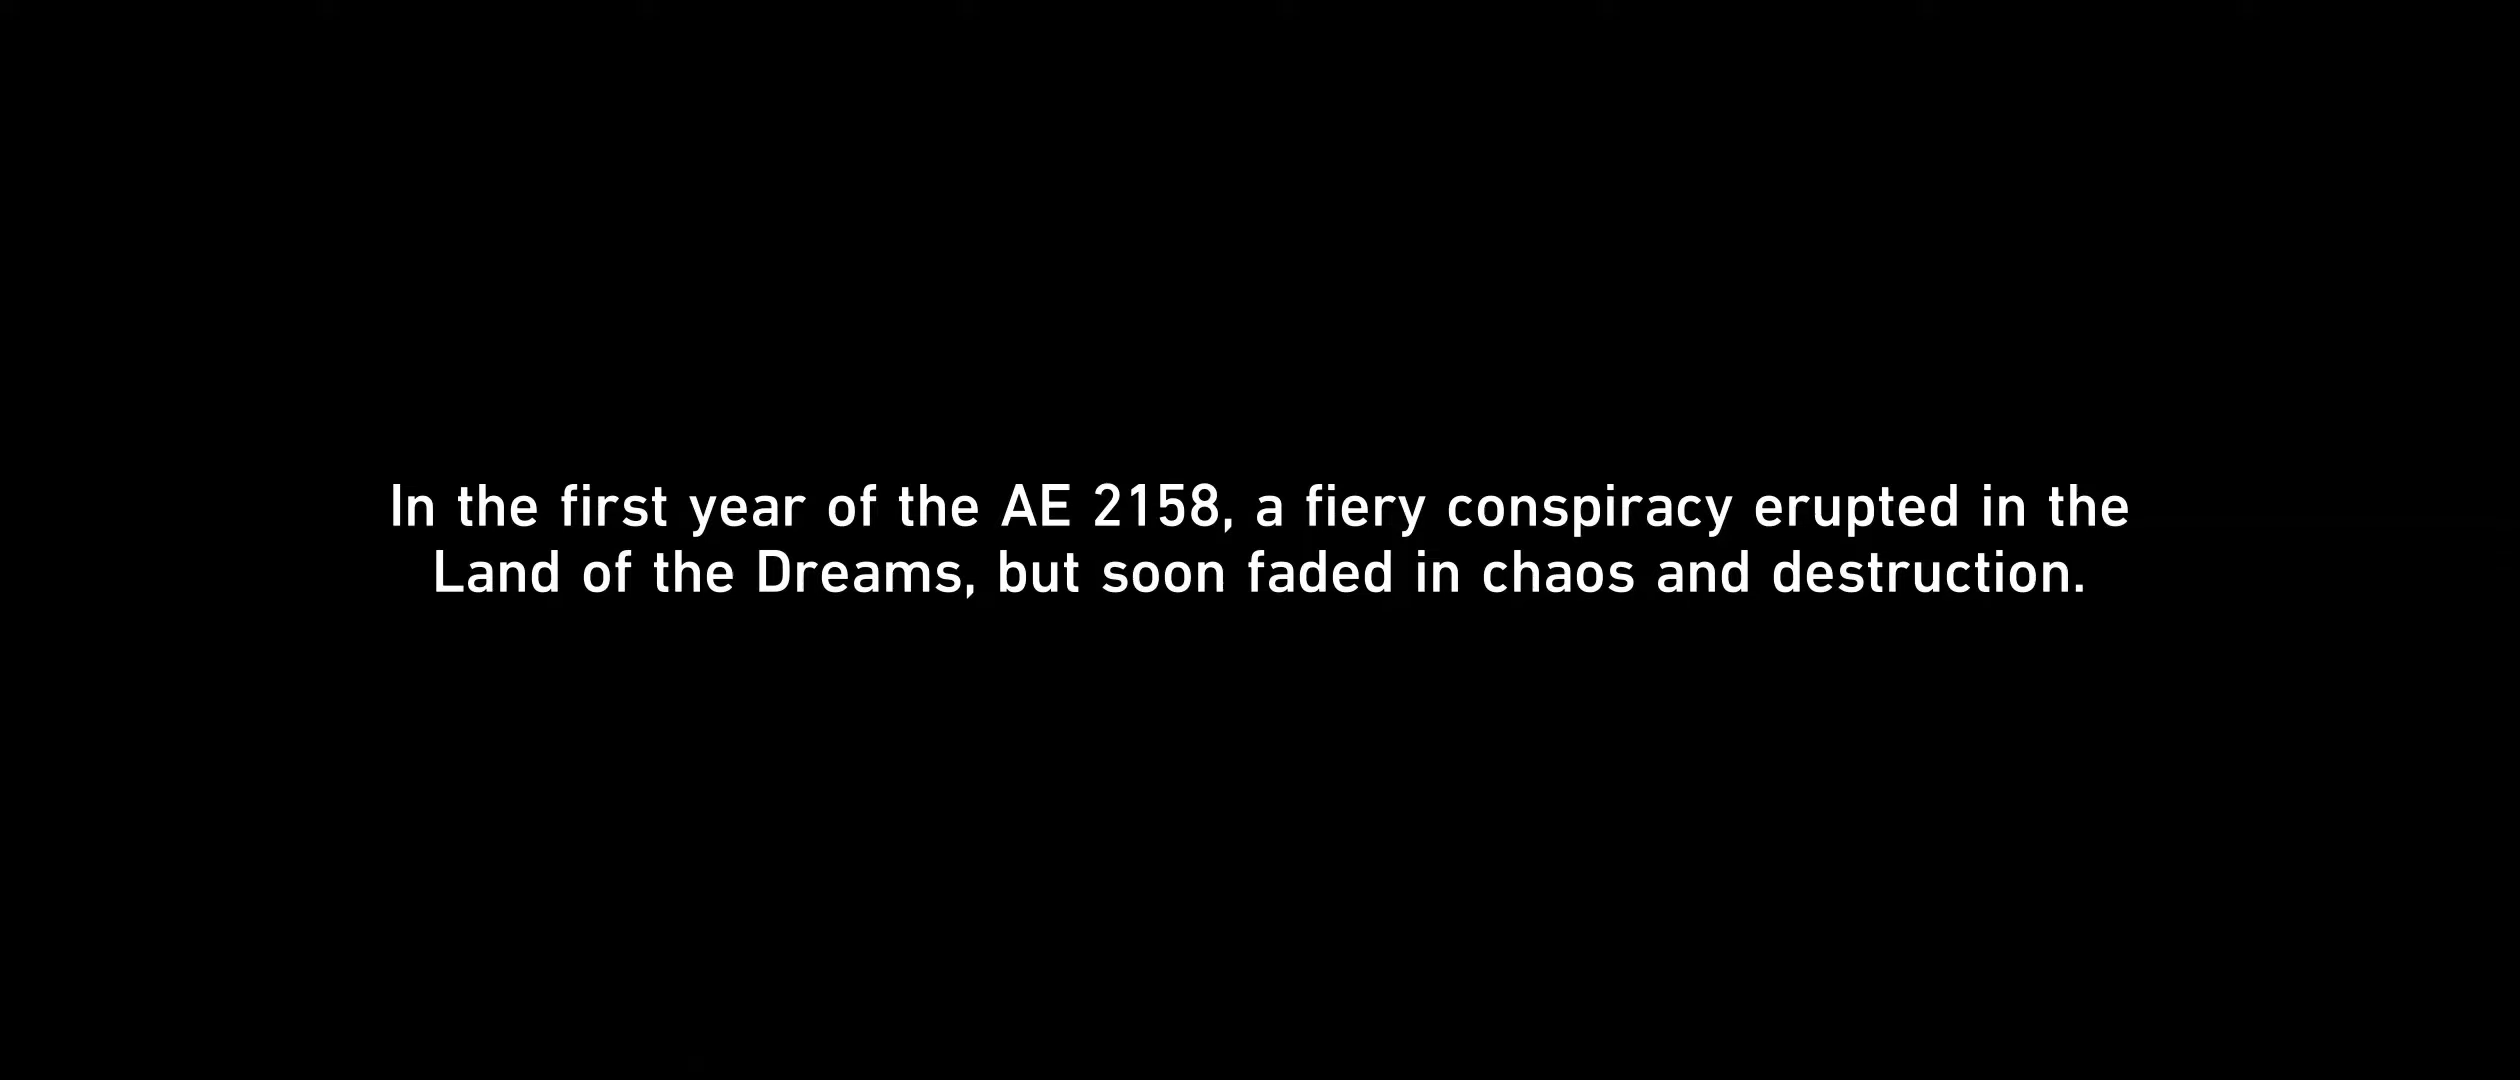 In the first year of the AE 2158, a fiery conspiracy erupted in the
Land of the Dreams, but soon faded in chaos and destruction.